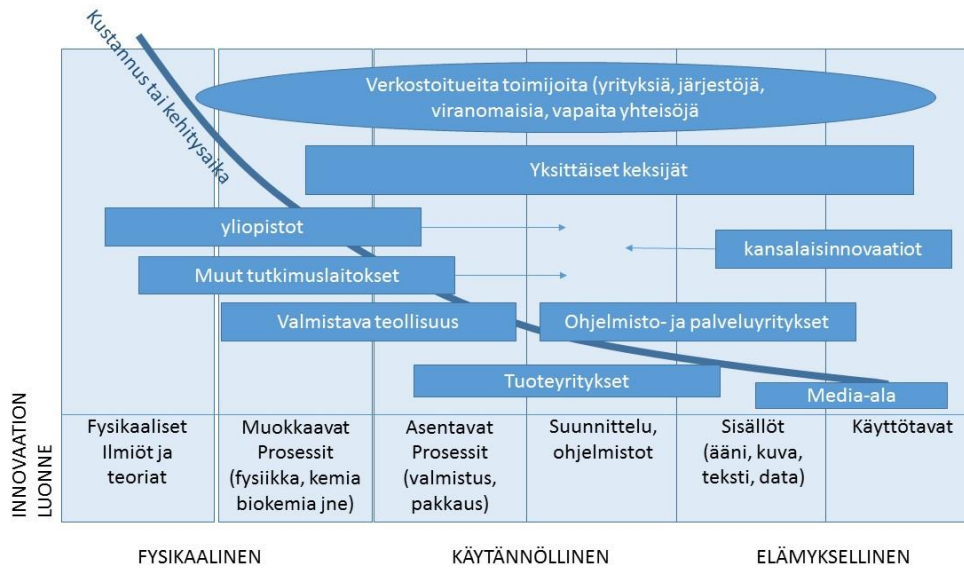 Kustannus tai kehitysaika
Verkostoitueita toimijoita (yrityksiä, järjestöjä,
viranomaisia, vapaita yhteisöjä
Yksittäiset keksijät
yliopistot
kansalaisinnovaatiot
Muut tutkimuslaitokset
Valmistava teollisuus
Ohjelmisto- ja palveluyritykset
Tuoteyritykset
Media-ala
INNOVAATION
LUONNE
Fysikaaliset
Ilmiöt ja
teoriat
Muokkaavat
Prosessit
(fysiikka, kemia
biokemia jne)
Asentavat
Prosessit
(valmistus,
pakkaus)
Suunnittelu,
ohjelmistot
Sisällöt
(ääni, kuva,
teksti, data)
Käyttötavat
FYSIKAALINEN
KÄYTÄNNÖLLINEN
ELÄMYKSELLINEN